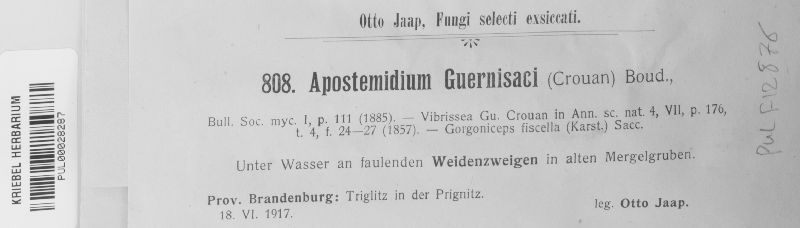 Otto Jaap, Fungi selecti exsiccati.
808. Apostemidium Guernisaci (Crouan) Boud.,
Bull. Soc. myc. I, p. 111 (1885). — Vibrissea Gu. Crouan in Ann. sc. nat. 4, VII, p. 176,
t. 4, f. 24—27 (1857). — Gorgoniceps fiscella (Karst.) Sacc.
Unter Wasser an faulenden Weidenzweigen in alten Mergelgruben.
Prov. Brandenburg: Triglitz in der Prignitz.
18. VI. 1917.
leg. Otto Jaap.
KRIEBEL HERBARIUM
PUL00028287
PUL F12876